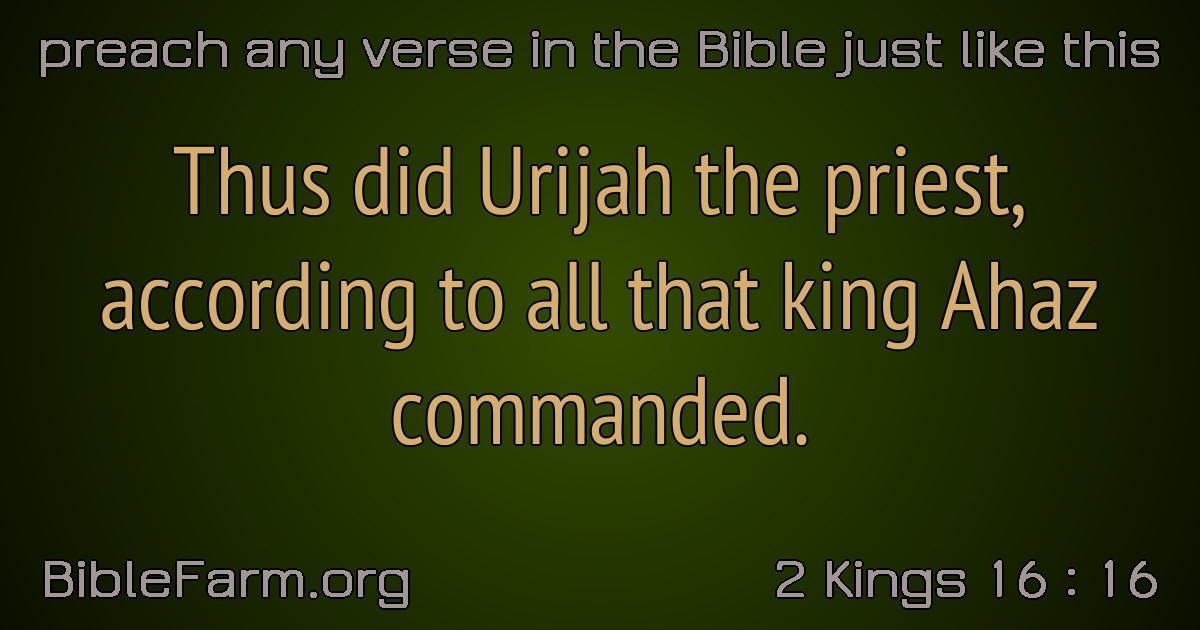 preach any verse in the Bible just like this
Thus did Urijah the priest,
according to all that king Ahaz
commanded.
BibleFarm.org
2 Kings 16 : 16